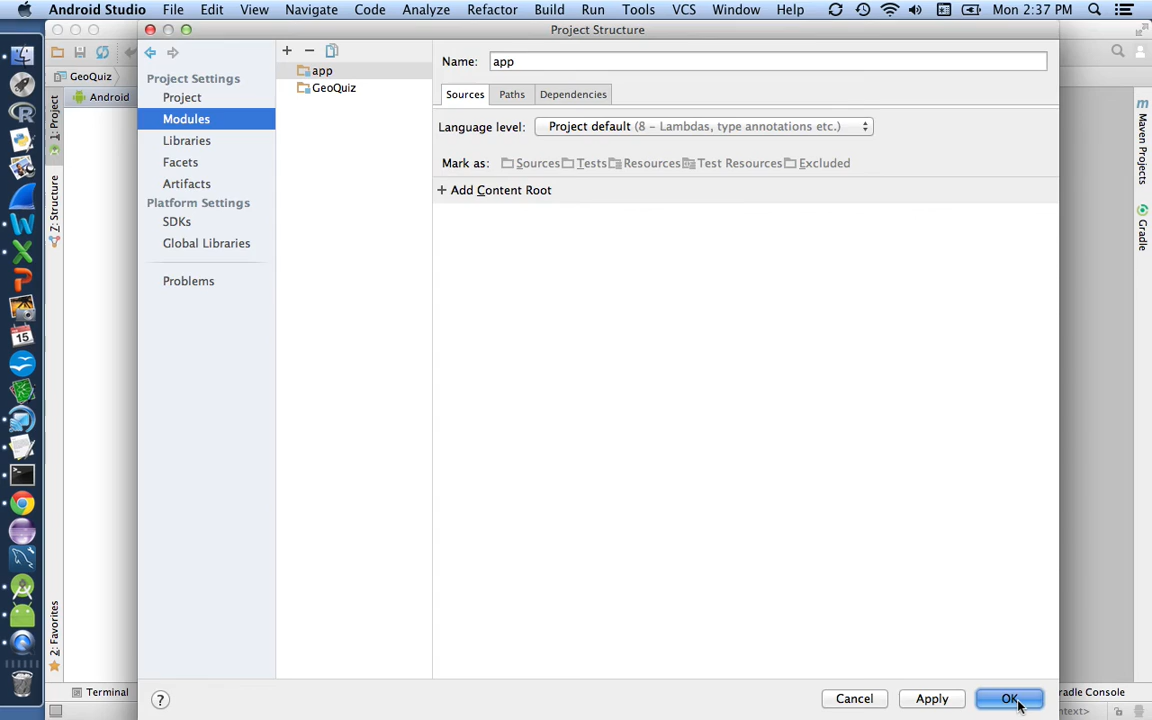 Android Studio File Edit View Navigate Code Analyze Refactor Build Run Tools VCS Window Help Mon 2:37 PM
Project Structure
GeoQuiz
Android
1: Project
Z: Structure
2: Favorites
Terminal
Project Settings
Project
Modules
Libraries
Facets
Artifacts
Platform Settings
SDKs
Global Libraries
Problems
app
GeoQuiz
Name: app
Sources Paths Dependencies
Language level: Project default (8 – Lambdas, type annotations etc.)
Mark as: Sources Tests Resources Test Resources Excluded
+ Add Content Root
? Cancel Apply OK
Maven Projects
Gradle
radle Console
text>
15